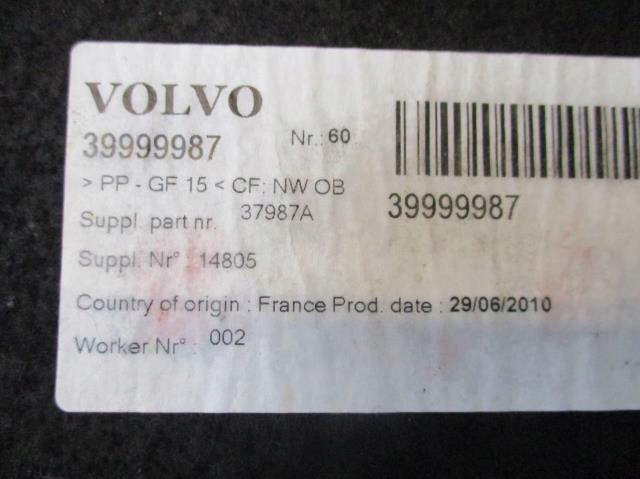 VOLVO
39999987 Nr.: 60
> PP - GF 15 < CF: NW OB
39999987
Suppl. part nr. 37987A
Suppl. Nr° 14805
Country of origin : France Prod. date : 29/06/2010
Worker Nr° : 002